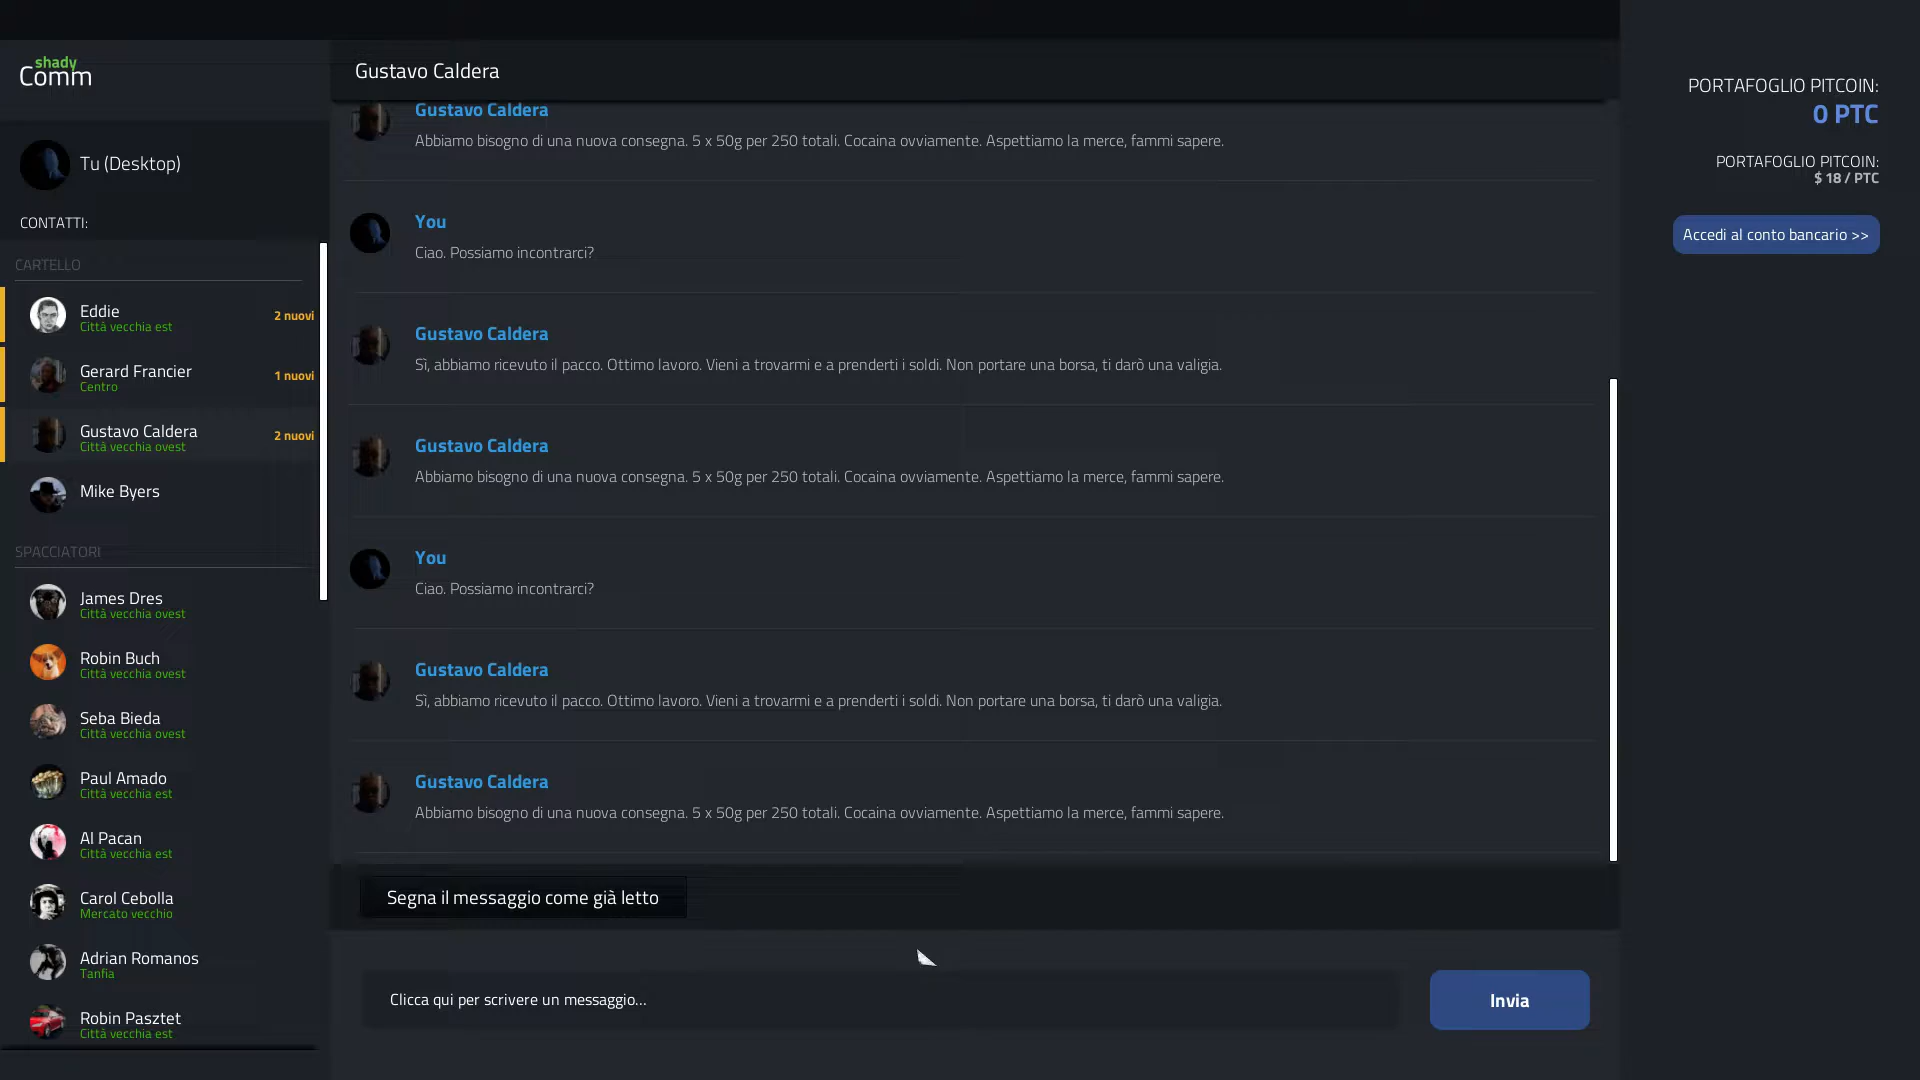 shady
Comm
Tu (Desktop)
CONTATTI:
CARTELLO
Eddie
Città vecchia est
2 nuovi
Gerard Francier
Centro
1 nuovi
Gustavo Caldera
Città vecchia ovest
2 nuovi
Mike Byers
SPACCIATORI
James Dres
Città vecchia ovest
Robin Buch
Città vecchia ovest
Seba Bieda
Città vecchia ovest
Paul Amado
Città vecchia est
Al Pacan
Città vecchia est
Carol Cebolla
Mercato vecchio
Adrian Romanos
Tanfia
Robin Pasztet
Città vecchia est
Gustavo Caldera
Gustavo Caldera
Abbiamo bisogno di una nuova consegna. 5 x 50g per 250 totali. Cocaina ovviamente. Aspettiamo la merce, fammi sapere.
You
Ciao. Possiamo incontrarci?
Gustavo Caldera
Sì, abbiamo ricevuto il pacco. Ottimo lavoro. Vieni a trovarmi e a prenderti i soldi. Non portare una borsa, ti darò una valigia.
Gustavo Caldera
Abbiamo bisogno di una nuova consegna. 5 x 50g per 250 totali. Cocaina ovviamente. Aspettiamo la merce, fammi sapere.
You
Ciao. Possiamo incontrarci?
Gustavo Caldera
Sì, abbiamo ricevuto il pacco. Ottimo lavoro. Vieni a trovarmi e a prenderti i soldi. Non portare una borsa, ti darò una valigia.
Gustavo Caldera
Abbiamo bisogno di una nuova consegna. 5 x 50g per 250 totali. Cocaina ovviamente. Aspettiamo la merce, fammi sapere.
Segna il messaggio come già letto
Clicca qui per scrivere un messaggio...
Invia
PORTAFOGLIO PITCOIN:
0 PTC
PORTAFOGLIO PITCOIN:
$ 18 / PTC
Accedi al conto bancario >>